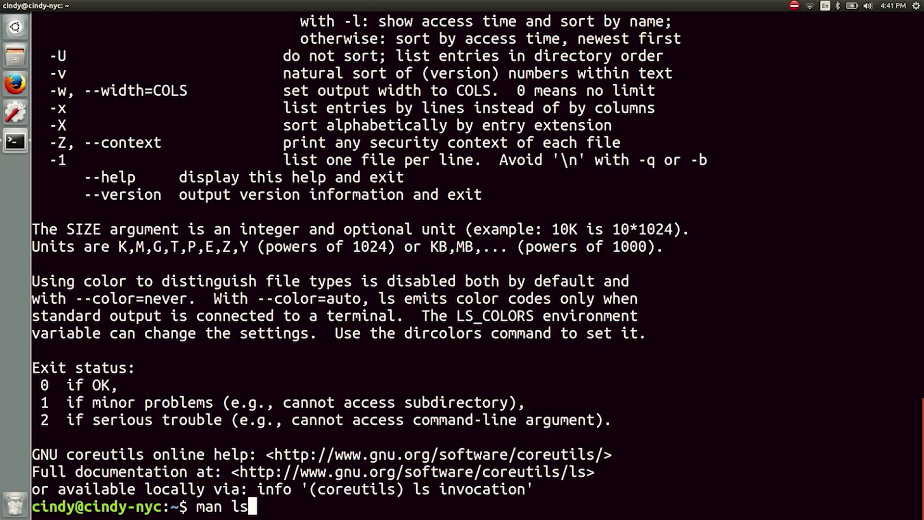 cindy@cindy-nyc: ~
En
4:41 PM
with -l: show access time and sort by name;
otherwise: sort by access time, newest first
-U do not sort; list entries in directory order
-v natural sort of (version) numbers within text
-w, --width=COLS set output width to COLS.  0 means no limit
-x list entries by lines instead of by columns
-X sort alphabetically by entry extension
-Z, --context print any security context of each file
-1 list one file per line.  Avoid '\n' with -q or -b
--help display this help and exit
--version output version information and exit
The SIZE argument is an integer and optional unit (example: 10K is 10*1024).
Units are K,M,G,T,P,E,Z,Y (powers of 1024) or KB,MB,... (powers of 1000).
Using color to distinguish file types is disabled both by default and
with --color=never.  With --color=auto, ls emits color codes only when
standard output is connected to a terminal.  The LS_COLORS environment
variable can change the settings.  Use the dircolors command to set it.
Exit status:
0 if OK,
1 if minor problems (e.g., cannot access subdirectory),
2 if serious trouble (e.g., cannot access command-line argument).
GNU coreutils online help: <http://www.gnu.org/software/coreutils/>
Full documentation at: <http://www.gnu.org/software/coreutils/ls>
or available locally via: info '(coreutils) ls invocation'
cindy@cindy-nyc:~$ man ls